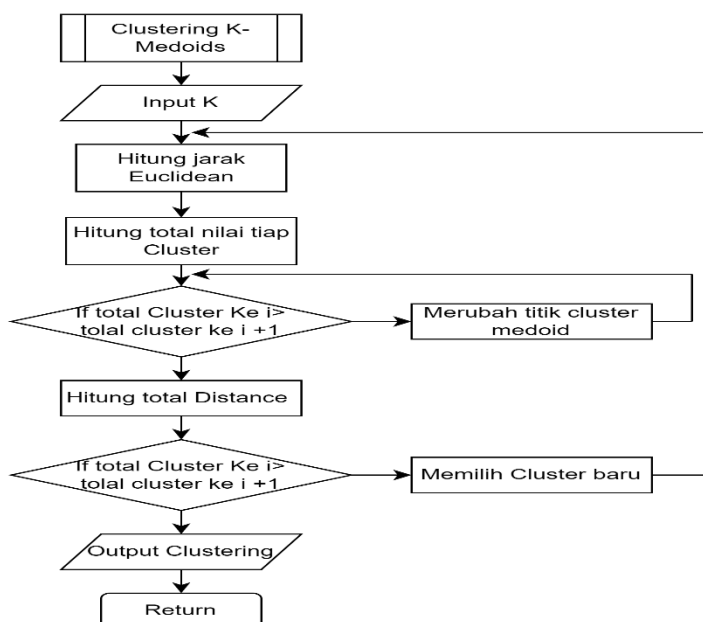 Clustering K-
Medoids
Input K
Hitung jarak
Euclidean
Hitung total nilai tiap
Cluster
If total Cluster Ke i>
tolal cluster ke i +1
Merubah titik cluster
medoid
Hitung total Distance
If total Cluster Ke i>
tolal cluster ke i +1
Memilih Cluster baru
Output Clustering
Return